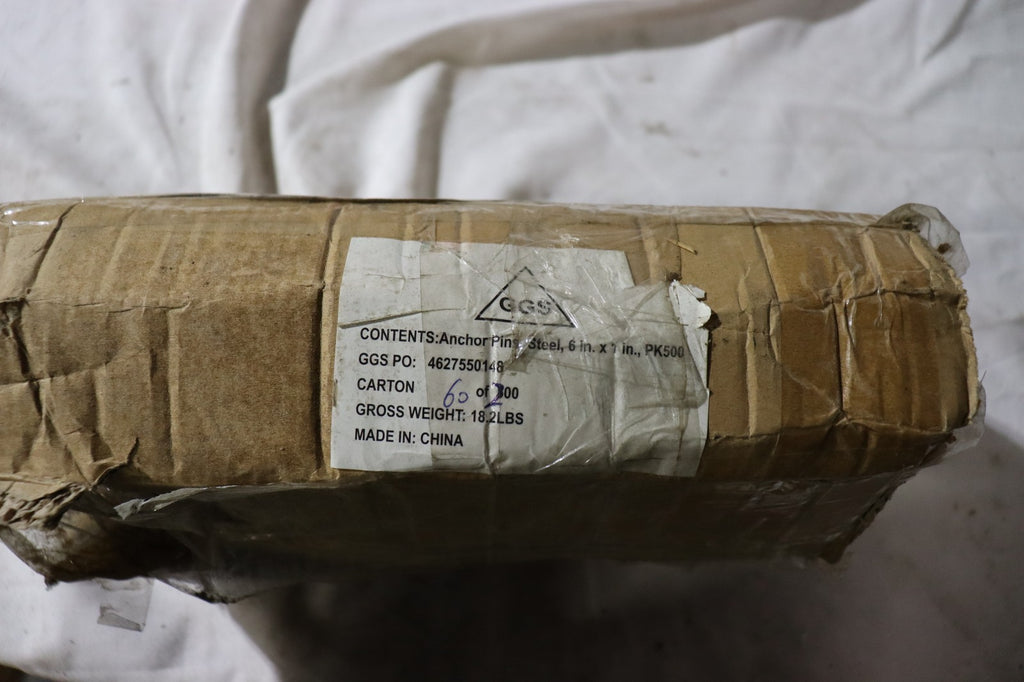 GGS
CONTENTS: Anchor Pins, Steel, 6 in. x 1 in., PK500
GGS PO: 4627550148
CARTON 60 of 200
GROSS WEIGHT: 18.2LBS
MADE IN: CHINA